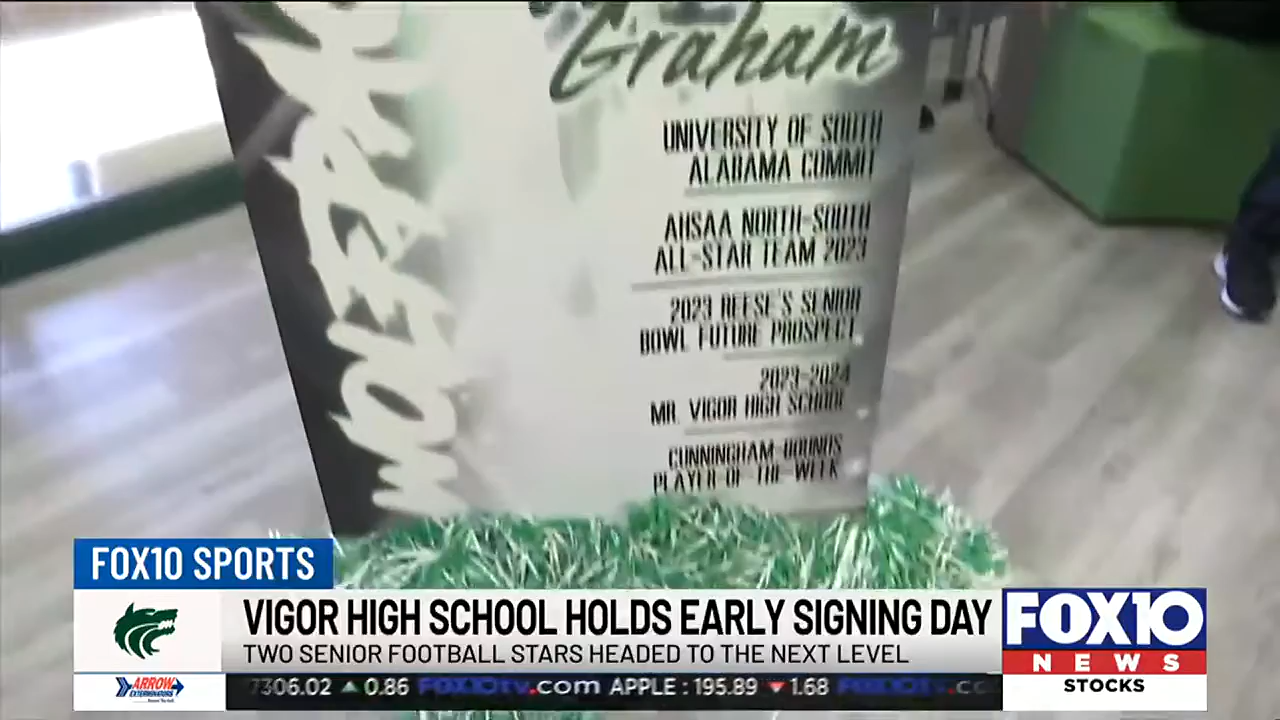 Graham
UNIVERSITY OF SOUTH
ALABAMA COMMIT
AHSAA NORTH-SOUTH
ALL-STAR TEAM 2023
2023 REESE'S SENIOR
BOWL FUTURE PROSPECT
2023-2024
MR. VIGOR HIGH SCHOOL
CUNNINGHAM-BOUNDS
PLAYER-OF-THE-WEEK
WOLFPACK
FOX10 SPORTS
VIGOR HIGH SCHOOL HOLDS EARLY SIGNING DAY
TWO SENIOR FOOTBALL STARS HEADED TO THE NEXT LEVEL
FOX10
NEWS
STOCKS
ARROW
EXTERMINATORS
7306.02 ▲ 0.86 FOX10tv.com APPLE : 195.89 ▼ 1.68 FOX10tv.cc